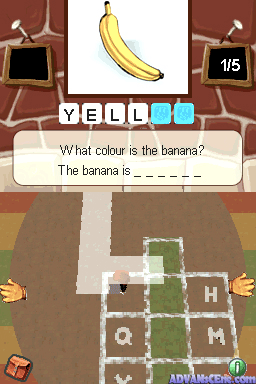 1/5
YELL
What colour is the banana?
The banana is _ _ _ _ _ _
H
Q M
Y
ADVANSCENE.com